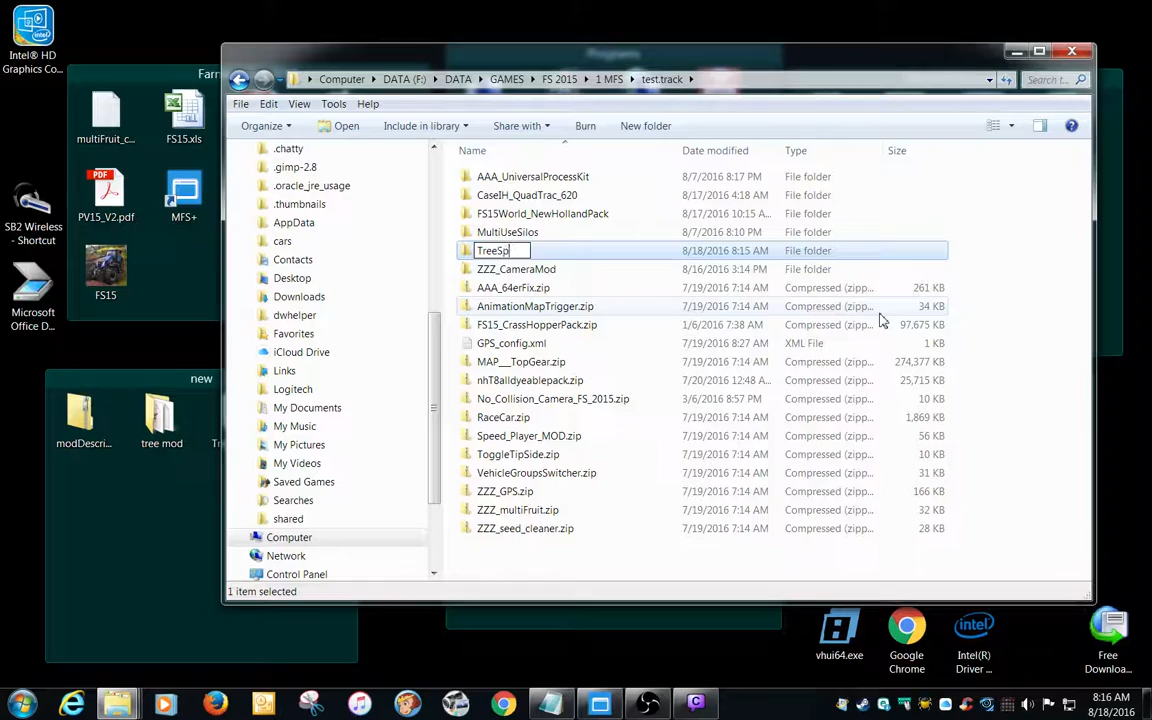 Intel® HD
Graphics Co...
Farm
Programs
multiFruit_c...
FS15.xls
PV15_V2.pdf
MFS+
FS15
SB2 Wireless
- Shortcut
Microsoft
Office D...
new
modDescri...
tree mod
Computer
DATA (F:)
DATA
GAMES
FS 2015
1 MFS
test.track
Search t...
File
Edit
View
Tools
Help
Organize
Open
Include in library
Share with
Burn
New folder
.chatty
.gimp-2.8
.oracle_jre_usage
.thumbnails
AppData
cars
Contacts
Desktop
Downloads
dwhelper
Favorites
iCloud Drive
Links
Logitech
My Documents
My Music
My Pictures
My Videos
Saved Games
Searches
shared
Computer
Network
Control Panel
Name Date modified Type Size
AAA_UniversalProcessKit 8/7/2016 8:17 PM File folder
CaseIH_QuadTrac_620 8/17/2016 4:18 AM File folder
FS15World_NewHollandPack 8/17/2016 10:15 A... File folder
MultiUseSilos 8/7/2016 8:10 PM File folder
TreeSp 8/18/2016 8:15 AM File folder
ZZZ_CameraMod 8/16/2016 3:14 PM File folder
AAA_64erFix.zip 7/19/2016 7:14 AM Compressed (zipp... 261 KB
AnimationMapTrigger.zip 7/19/2016 7:14 AM Compressed (zipp... 34 KB
FS15_CrassHopperPack.zip 1/6/2016 7:38 AM Compressed (zipp... 97,675 KB
GPS_config.xml 7/19/2016 8:27 AM XML File 1 KB
MAP___TopGear.zip 7/19/2016 7:14 AM Compressed (zipp... 274,377 KB
nhT8alldyeablepack.zip 7/20/2016 12:48 A... Compressed (zipp... 25,715 KB
No_Collision_Camera_FS_2015.zip 3/6/2016 8:57 PM Compressed (zipp... 10 KB
RaceCar.zip 7/19/2016 7:14 AM Compressed (zipp... 1,869 KB
Speed_Player_MOD.zip 7/19/2016 7:14 AM Compressed (zipp... 56 KB
ToggleTipSide.zip 7/19/2016 7:14 AM Compressed (zipp... 10 KB
VehicleGroupsSwitcher.zip 7/19/2016 7:14 AM Compressed (zipp... 31 KB
ZZZ_GPS.zip 7/19/2016 7:14 AM Compressed (zipp... 166 KB
ZZZ_multiFruit.zip 7/19/2016 7:14 AM Compressed (zipp... 32 KB
ZZZ_seed_cleaner.zip 7/19/2016 7:14 AM Compressed (zipp... 28 KB
1 item selected
vhui64.exe
Google
Chrome
Intel(R)
Driver ...
Free
Downloa...
8:16 AM
8/18/2016